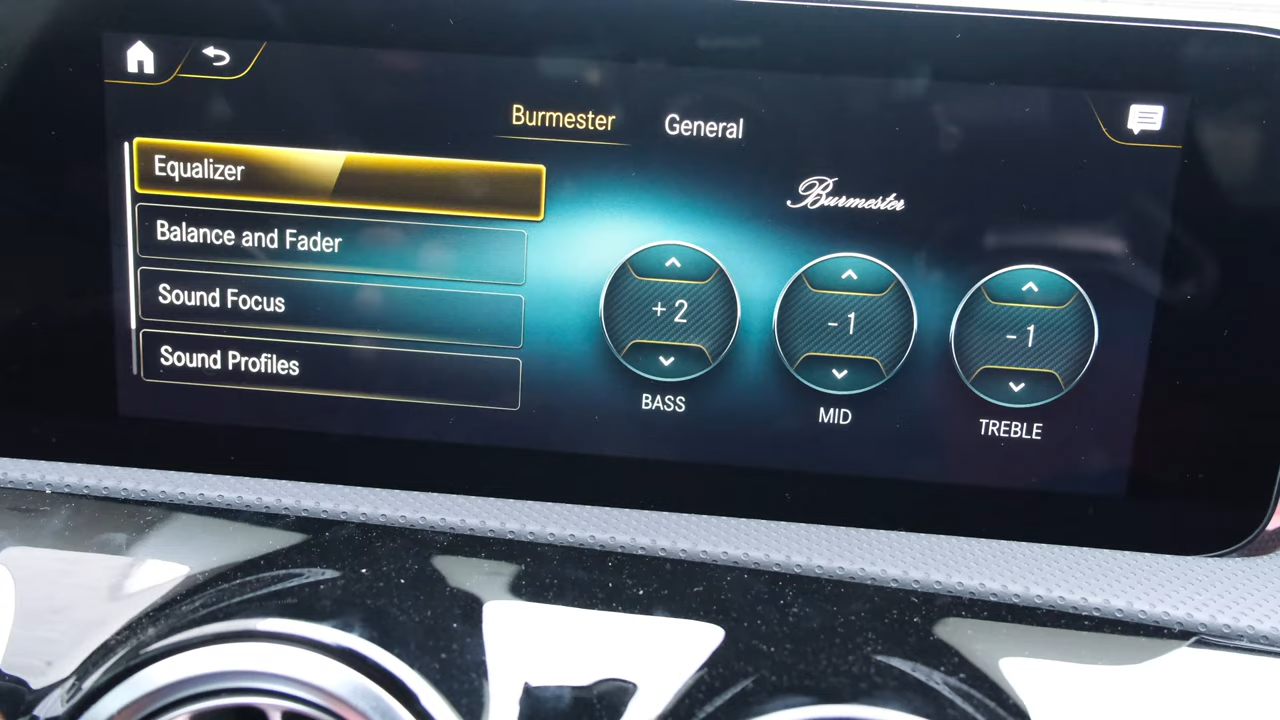 Burmester General
Equalizer
Balance and Fader
Sound Focus
Sound Profiles
Burmester
+2
-1
-1
BASS
MID
TREBLE